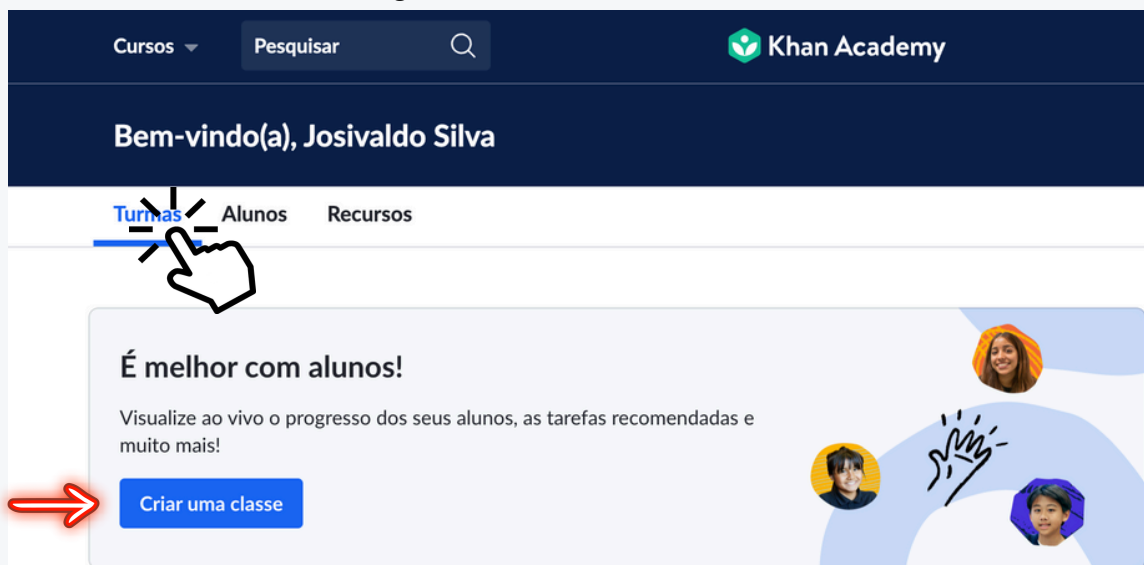 Cursos Pesquisar Khan Academy
Bem-vindo(a), Josivaldo Silva
Turmas Alunos Recursos
É melhor com alunos!
Visualize ao vivo o progresso dos seus alunos, as tarefas recomendadas e
muito mais!
Criar uma classe